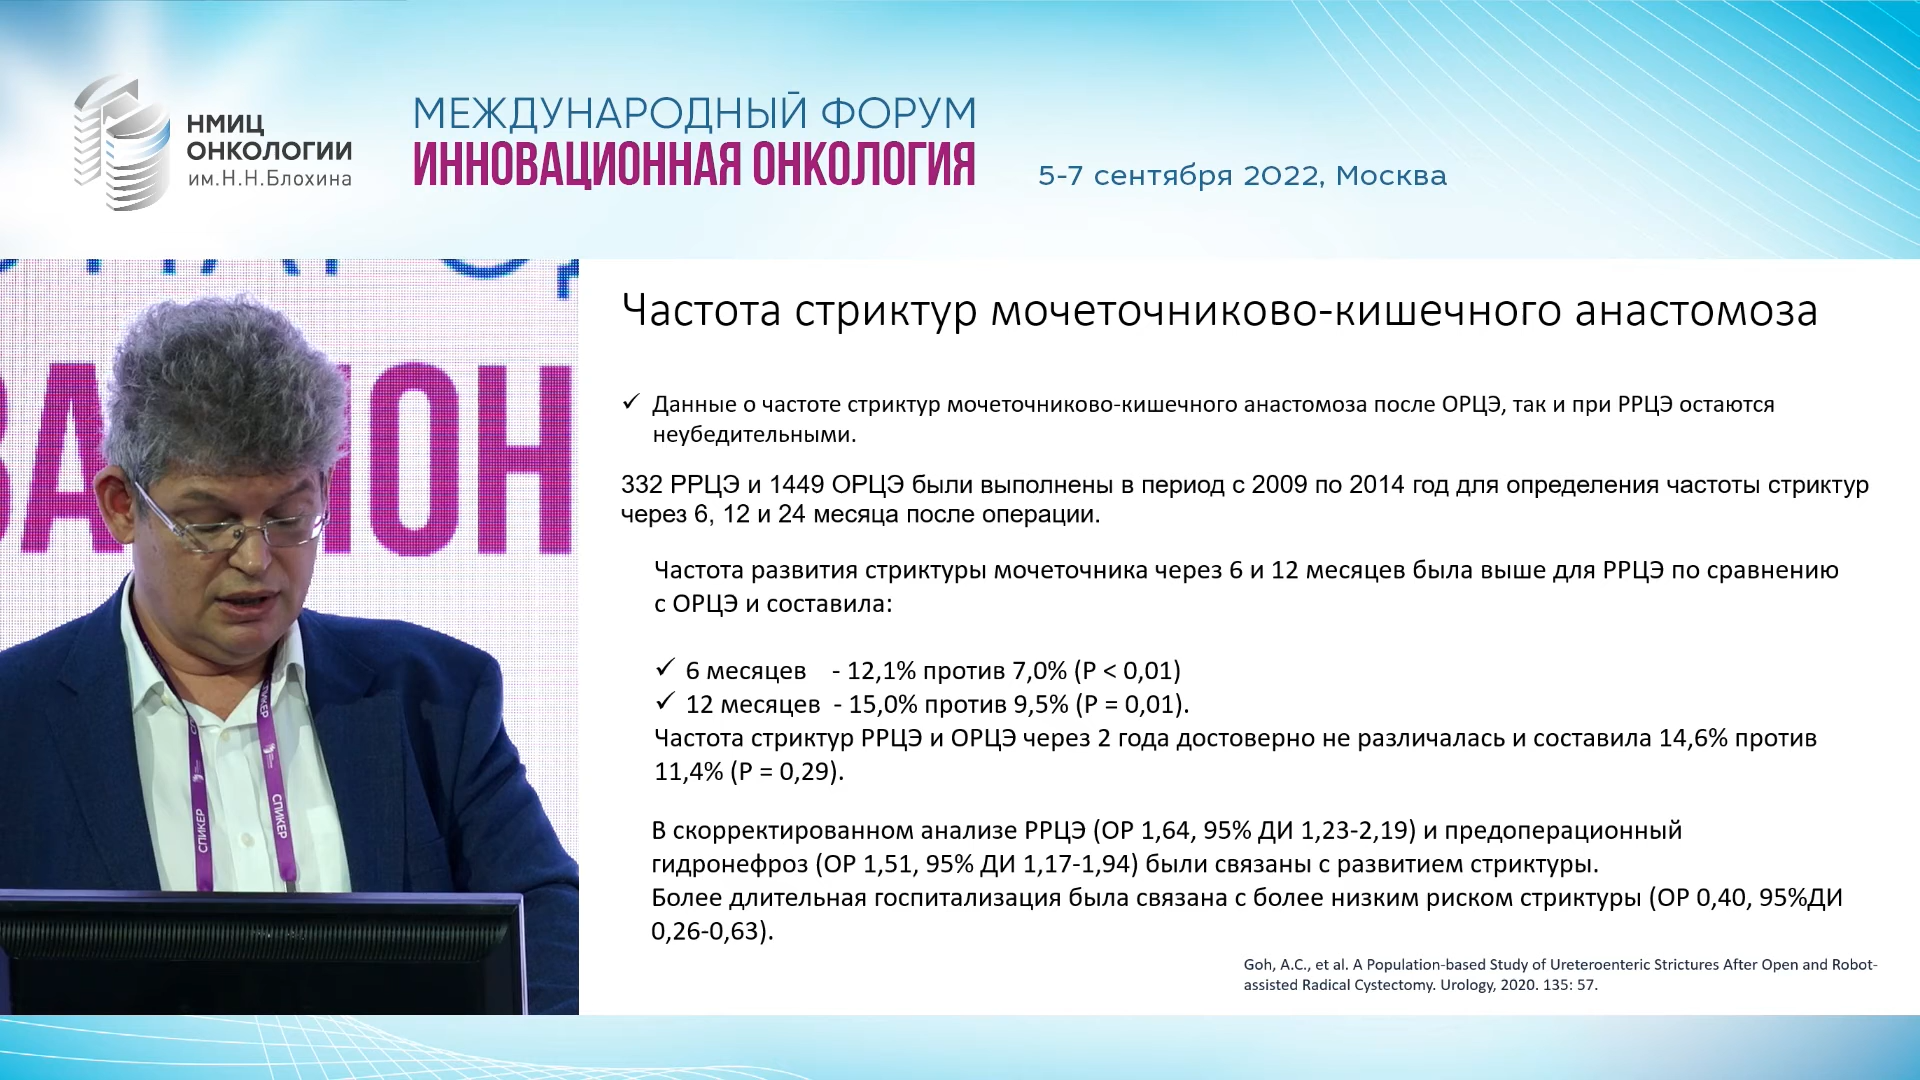 НМИЦ
ОНКОЛОГИИ
им.Н.Н.Блохина
МЕЖДУНАРОДНЫЙ ФОРУМ
ИННОВАЦИОННАЯ ОНКОЛОГИЯ
5-7 сентября 2022, Москва
СПИКЕР
СПИКЕР
Частота стриктур мочеточниково-кишечного анастомоза
✓ Данные о частоте стриктур мочеточниково-кишечного анастомоза после ОРЦЭ, так и при РРЦЭ остаются
неубедительными.
332 РРЦЭ и 1449 ОРЦЭ были выполнены в период с 2009 по 2014 год для определения частоты стриктур
через 6, 12 и 24 месяца после операции.
Частота развития стриктуры мочеточника через 6 и 12 месяцев была выше для РРЦЭ по сравнению
с ОРЦЭ и составила:
✓ 6 месяцев - 12,1% против 7,0% (P < 0,01)
✓ 12 месяцев - 15,0% против 9,5% (P = 0,01).
Частота стриктур РРЦЭ и ОРЦЭ через 2 года достоверно не различалась и составила 14,6% против
11,4% (P = 0,29).
В скорректированном анализе РРЦЭ (ОР 1,64, 95% ДИ 1,23-2,19) и предоперационный
гидронефроз (ОР 1,51, 95% ДИ 1,17-1,94) были связаны с развитием стриктуры.
Более длительная госпитализация была связана с более низким риском стриктуры (ОР 0,40, 95%ДИ
0,26-0,63).
Goh, A.C., et al. A Population-based Study of Ureteroenteric Strictures After Open and Robot-
assisted Radical Cystectomy. Urology, 2020. 135: 57.